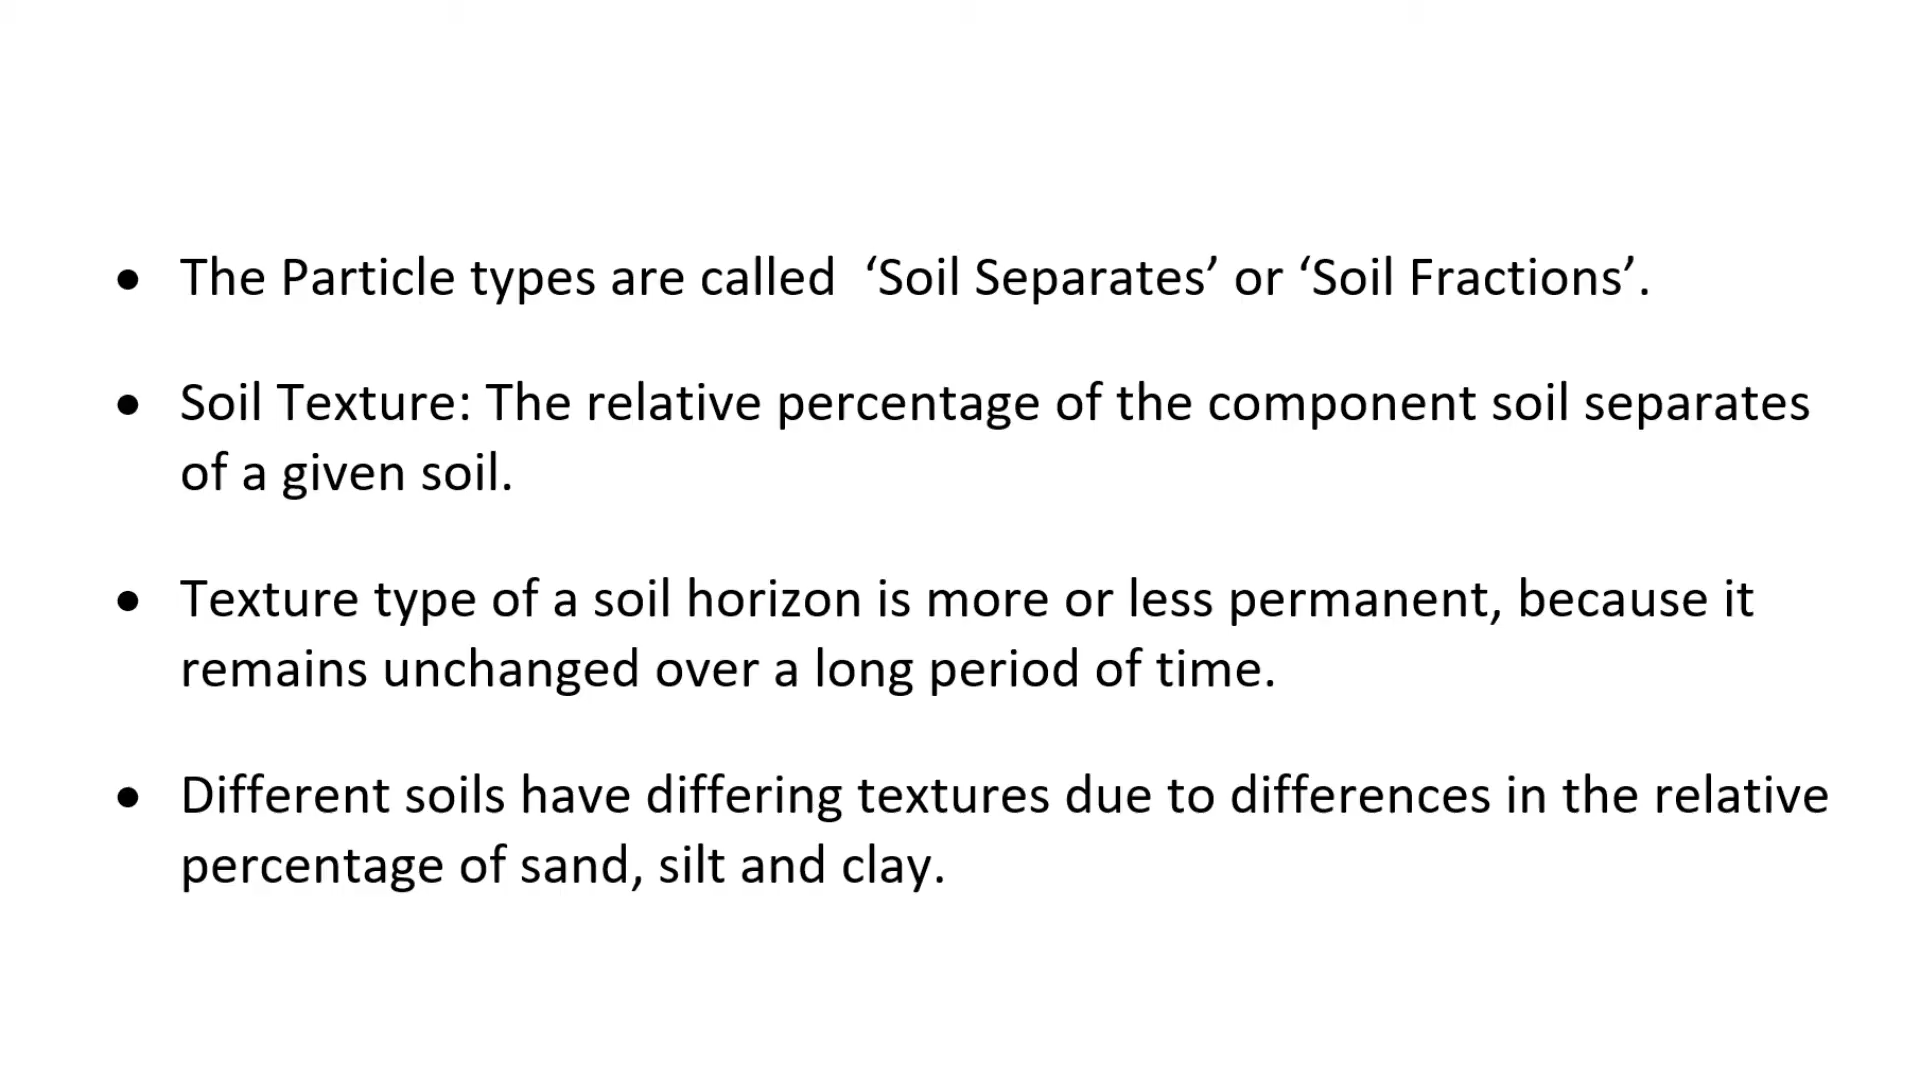 • The Particle types are called  ‘Soil Separates’ or ‘Soil Fractions’.
• Soil Texture: The relative percentage of the component soil separates
of a given soil.
• Texture type of a soil horizon is more or less permanent, because it
remains unchanged over a long period of time.
• Different soils have differing textures due to differences in the relative
percentage of sand, silt and clay.